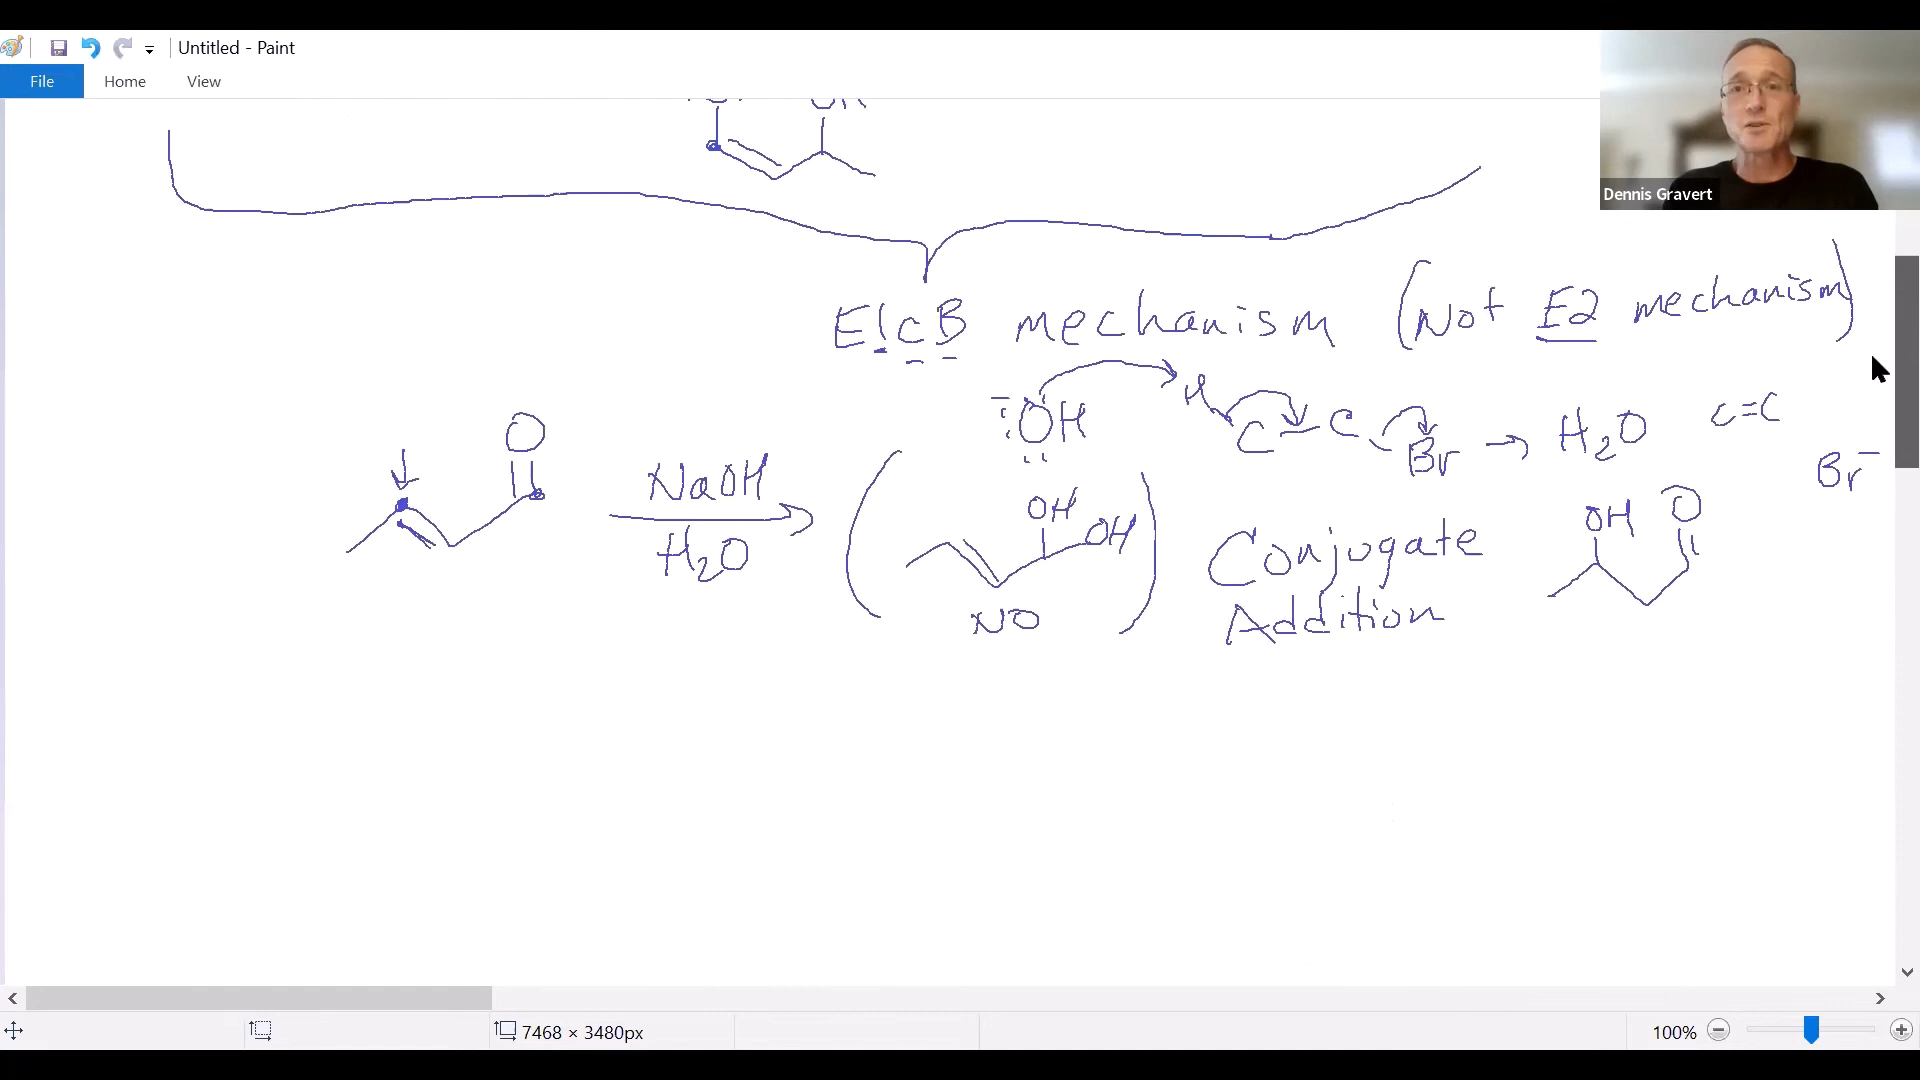 Untitled - Paint
File Home View
Dennis Gravert
E1cB mechanism (Not E2 mechanism)
:OH H C-C Br → H2O C=C Br-
O
NaOH
H2O
OH OH
NO
Conjugate
Addition
OH O
7468 × 3480px
100%